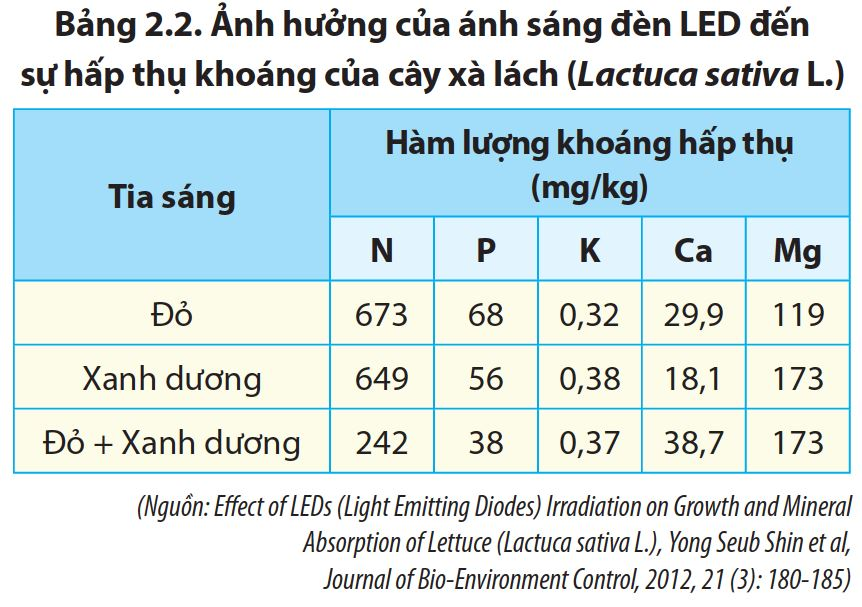 Bảng 2.2. Ảnh hưởng của ánh sáng đèn LED đến
sự hấp thụ khoáng của cây xà lách (Lactuca sativa L.)
Tia sáng
Hàm lượng khoáng hấp thụ
(mg/kg)
N P K Ca Mg
Đỏ 673 68 0,32 29,9 119
Xanh dương 649 56 0,38 18,1 173
Đỏ + Xanh dương 242 38 0,37 38,7 173
(Nguồn: Effect of LEDs (Light Emitting Diodes) Irradiation on Growth and Mineral
Absorption of Lettuce (Lactuca sativa L.), Yong Seub Shin et al,
Journal of Bio-Environment Control, 2012, 21 (3): 180-185)